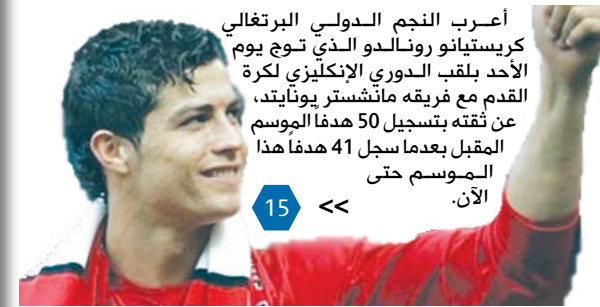 أعـرب النجم الـدولـي البرتغالي
كريستيانو رونـالـدو الـذي تـوج يوم
الأحد بلقب الـدوري الإنكليزي لكرة
القدم مع فريقه مانشستر يونايتد،
عن ثقته بتسجيل 50 هدفاً الموسم
المقبل بعدما سجل 41 هدفاً هذا
الـمـوسـم حتى
الآن.
>> 15